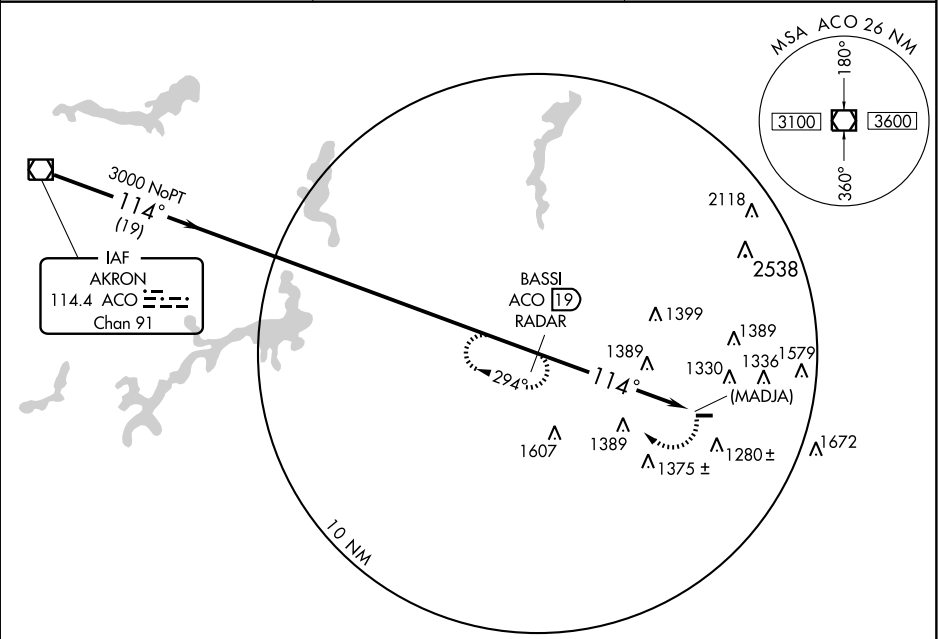 MSA ACO 26 NM
180°
3100
3600
360°
3000 NoPT
114°
(19)
IAF
AKRON
114.4 ACO
Chan 91
2118
2538
BASSI
ACO 19
RADAR
1399
1389
1389
1330
1336
1579
294°
114°
(MADJA)
1607
1389
1375 ±
1280 ±
1672
10 NM